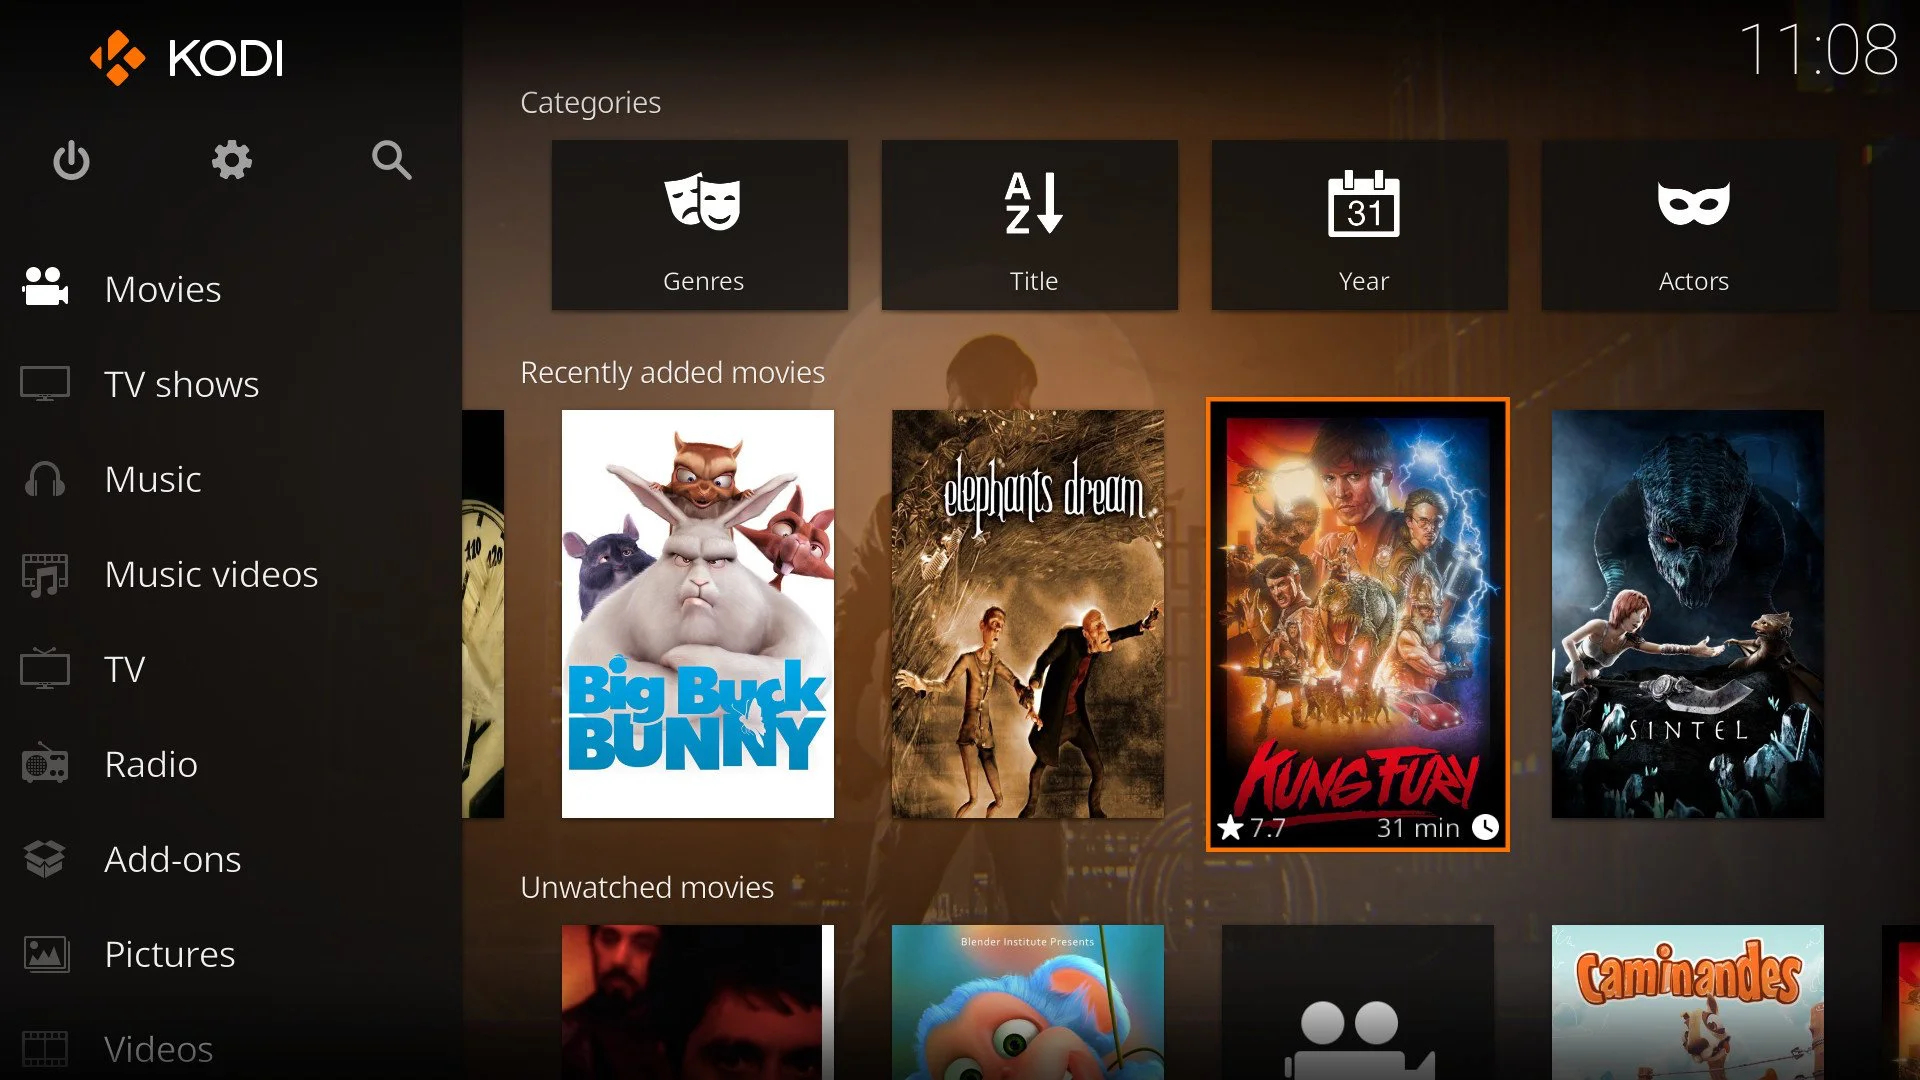 KODI
11:08
Movies
TV shows
Music
Music videos
TV
Radio
Add-ons
Pictures
Videos
Categories
Genres
A
Z
Title
31
Year
Actors
Recently added movies
110
120
Big Buck
BUNNY
elephants dream
KUNG FURY
7.7
31 min
SINTEL
Unwatched movies
Blender Institute Presents
Caminandes